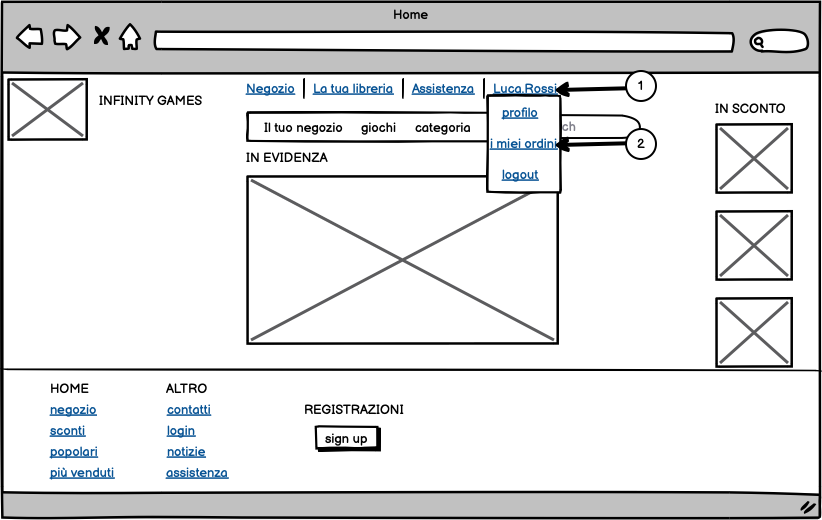 Home
Negozio La tua libreria Assistenza Luca.Rossi 1
INFINITY GAMES
IN SCONTO
profilo
Il tuo negozio giochi categoria ch
i miei ordini 2
IN EVIDENZA
logout
HOME ALTRO
negozio contatti REGISTRAZIONI
sconti login
sign up
popolari notizie
più venduti assistenza